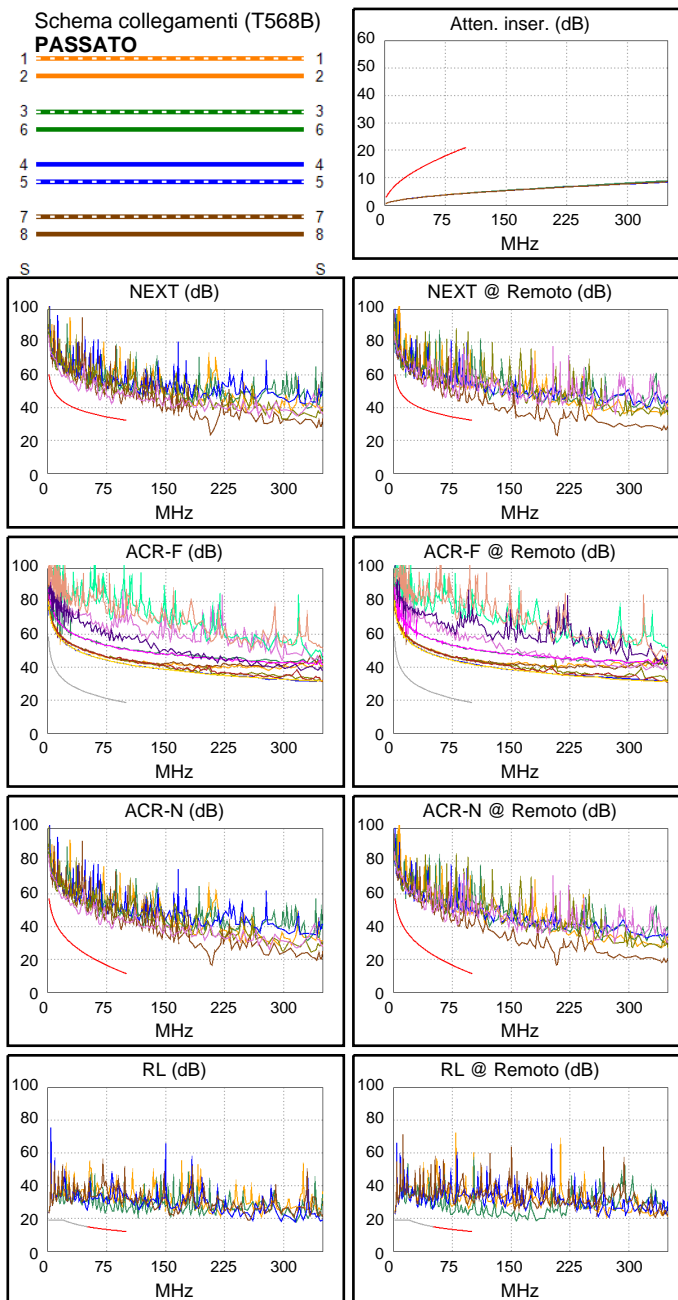 Schema collegamenti (T568B)
PASSATO
1 1
2 2
3 3
6 6
4 4
5 5
7 7
8 8
S S
Atten. inser. (dB)
60
50
40
30
20
10
0
0 75 150 225 300
MHz
NEXT (dB)
100
80
60
40
20
0
0 75 150 225 300
MHz
NEXT @ Remoto (dB)
100
80
60
40
20
0
0 75 150 225 300
MHz
ACR-F (dB)
100
80
60
40
20
0
0 75 150 225 300
MHz
ACR-F @ Remoto (dB)
100
80
60
40
20
0
0 75 150 225 300
MHz
ACR-N (dB)
100
80
60
40
20
0
0 75 150 225 300
MHz
ACR-N @ Remoto (dB)
100
80
60
40
20
0
0 75 150 225 300
MHz
RL (dB)
100
80
60
40
20
0
0 75 150 225 300
MHz
RL @ Remoto (dB)
100
80
60
40
20
0
0 75 150 225 300
MHz